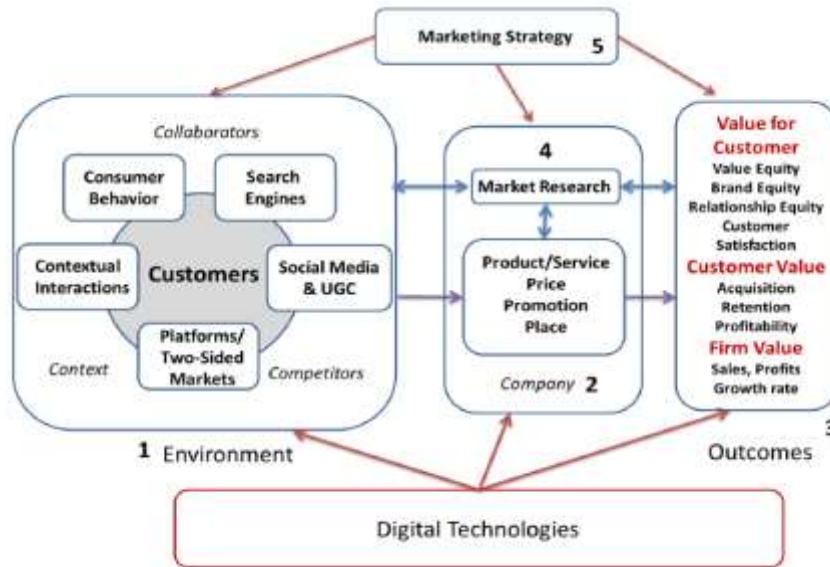 Marketing Strategy 5
Collaborators
Consumer
Behavior
Search
Engines
Contextual
Interactions
Customers
Social Media
& UGC
Platforms/
Two-Sided
Markets
Context
Competitors
1 Environment
4
Market Research
Product/Service
Price
Promotion
Place
Company 2
Value for
Customer
Value Equity
Brand Equity
Relationship Equity
Customer
Satisfaction
Customer Value
Acquisition
Retention
Profitability
Firm Value
Sales, Profits
Growth rate
3
Outcomes
Digital Technologies